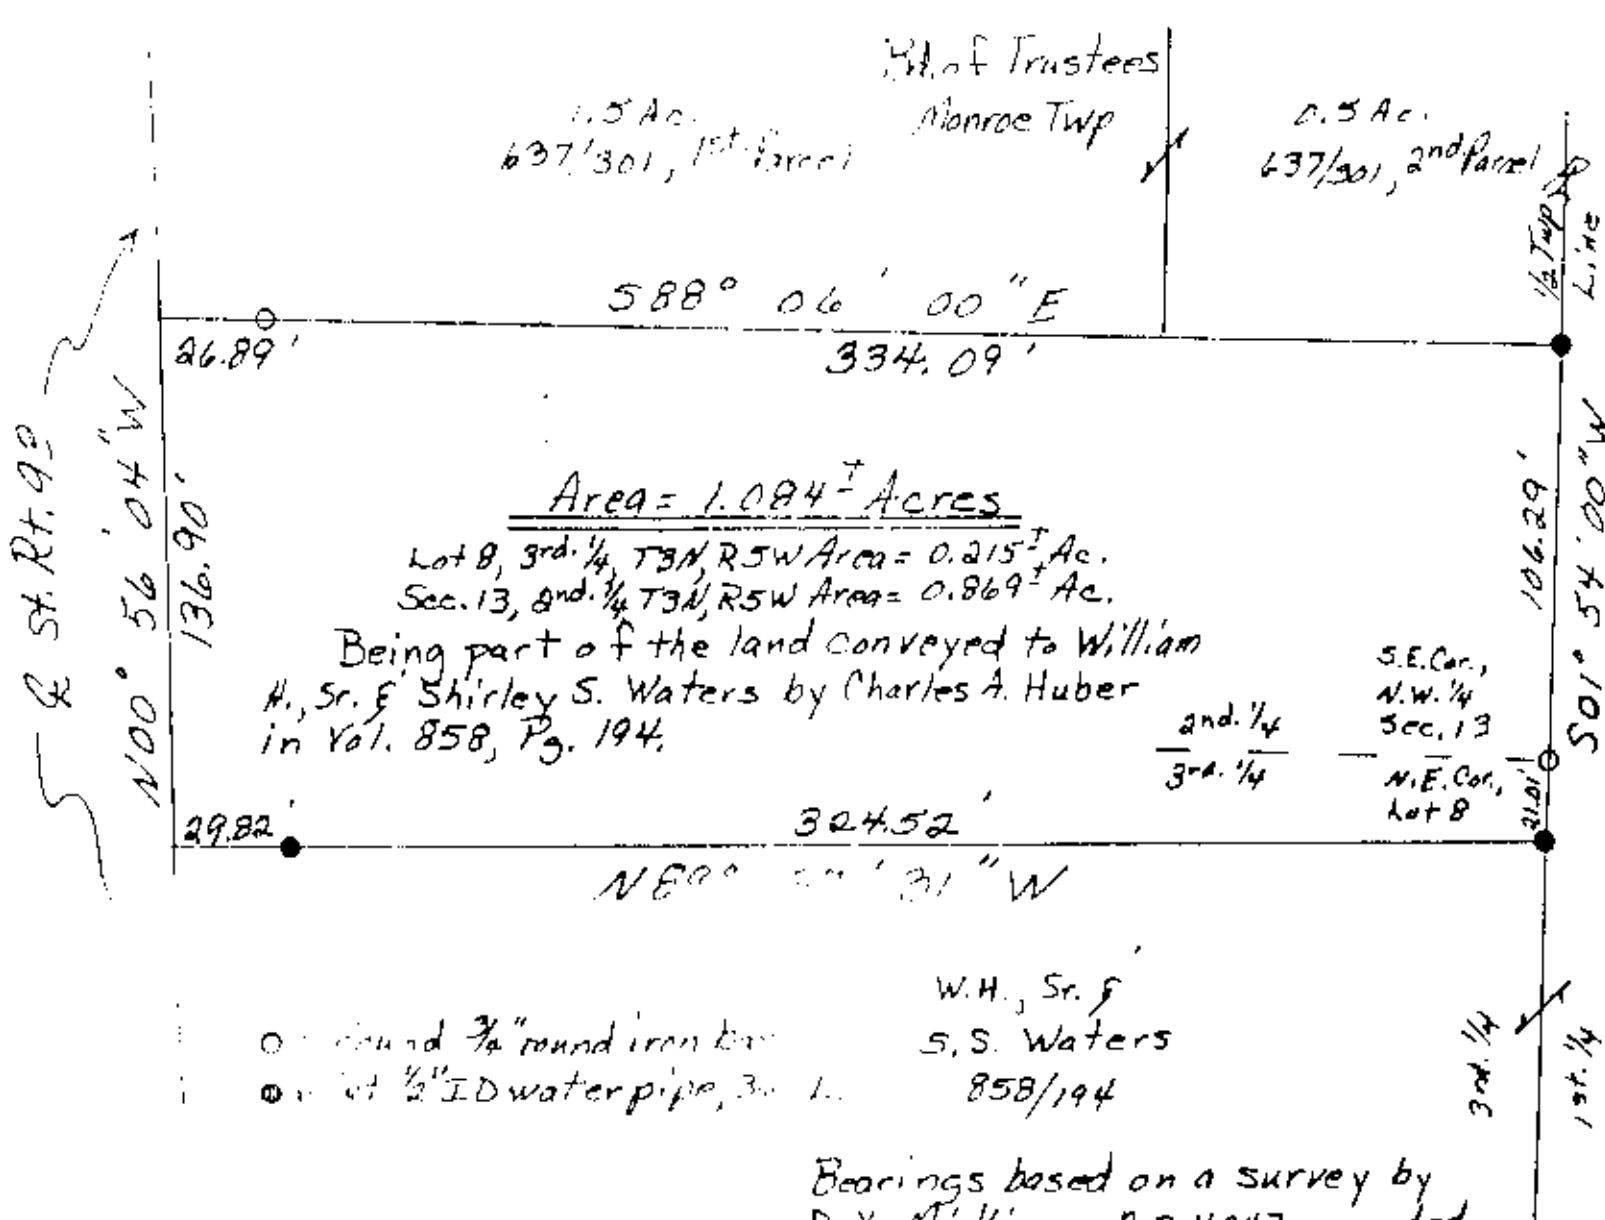 Bd. of Trustees
Monroe Twp
1.5 Ac.
637/301, 1st. Parcel
0.5 Ac.
637/301, 2nd Parcel
½ Twp
Line
S88° 06' 00" E
26.89'
334.09'
℄ St. Rt.
N00° 56' 04" W
136.90'
106.29'
S01° 54' 00" W
Area = 1.084± Acres
Lot 8, 3rd. ¼, T3N, R5W Area = 0.215± Ac.
Sec. 13, 2nd. ¼ T3N, R5W Area = 0.869± Ac.
Being part of the land conveyed to William
H., Sr. & Shirley S. Waters by Charles A. Huber
in Vol. 858, Pg. 194.
S.E. Cor.,
N.W. ¼
Sec. 13
2nd. ¼
3rd. ¼
N.E. Cor.,
Lot 8
21.01'
29.82'
324.52'
31" W
W.H., Sr. &
S.S. Waters
858/194
found ¾" round iron bar
½" ID water pipe,
3rd. ¼
1st. ¼
Bearings based on a survey by